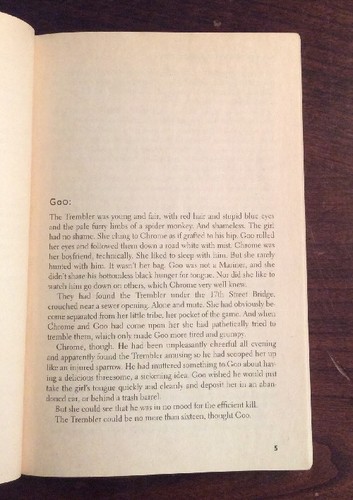 Goo:
The Trembler was young and fair, with red hair and stupid blue eyes
and the pale furry limbs of a spider monkey. And shameless. The girl
had no shame. She clung to Chrome as if grafted to his hip. Goo rolled
her eyes and followed them down a road white with mist. Chrome was
her boyfriend, technically. She liked to sleep with him. But she rarely
hunted with him. It wasn't her bag. Goo was not a Mariner, and she
didn't share his bottomless black hunger for tongue. Nor did she like to
watch him go down on others, which Chrome very well knew.
They had found the Trembler under the 17th Street Bridge,
crouched near a sewer opening. Alone and mute. She had obviously be-
come separated from her little tribe, her pocket of the game. And when
Chrome and Goo had come upon her she had pathetically tried to
tremble them, which only made Goo more tired and grumpy.
Chrome, though. He had been unpleasantly cheerful all evening
and apparently found the Trembler amusing so he had scooped her up
like an injured sparrow. He had muttered something to Goo about hav-
ing a delicious threesome, a sickening idea. Goo wished he would just
take the girl's tongue quickly and cleanly and deposit her in an aban-
doned car, or behind a trash barrel.
But she could see that he was in no mood for the efficient kill.
The Trembler could be no more than sixteen, thought Goo.
5